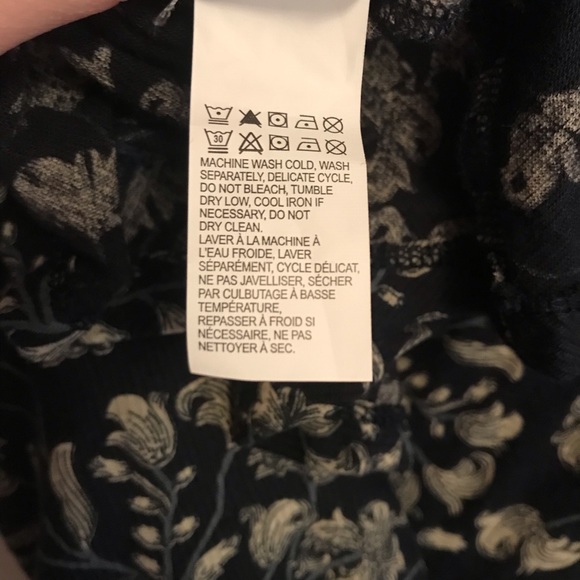 30
MACHINE WASH COLD, WASH
SEPARATELY, DELICATE CYCLE,
DO NOT BLEACH, TUMBLE
DRY LOW, COOL IRON IF
NECESSARY, DO NOT
DRY CLEAN.
LAVER À LA MACHINE À
L'EAU FROIDE, LAVER
SÉPARÉMENT, CYCLE DÉLICAT,
NE PAS JAVELLISER, SÉCHER
PAR CULBUTAGE À BASSE
TEMPÉRATURE,
REPASSER À FROID SI
NÉCESSAIRE, NE PAS
NETTOYER À SEC.